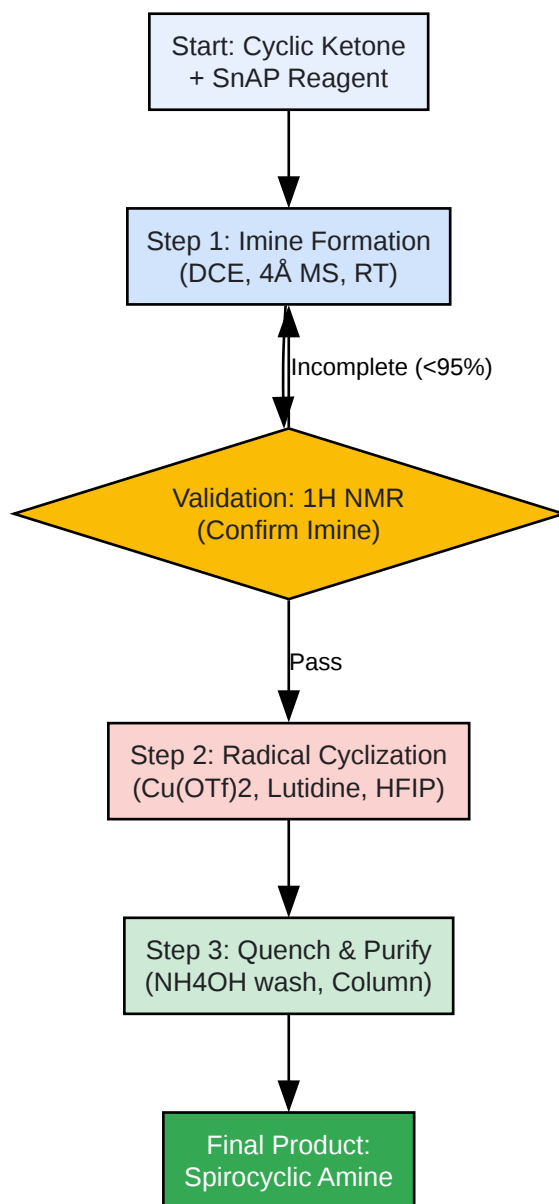 Start: Cyclic Ketone
+ SnAP Reagent
Step 1: Imine Formation
(DCE, 4Å MS, RT)
Incomplete (<95%)
Validation: 1H NMR
(Confirm Imine)
Pass
Step 2: Radical Cyclization
(Cu(OTf)2, Lutidine, HFIP)
Step 3: Quench & Purify
(NH4OH wash, Column)
Final Product:
Spirocyclic Amine